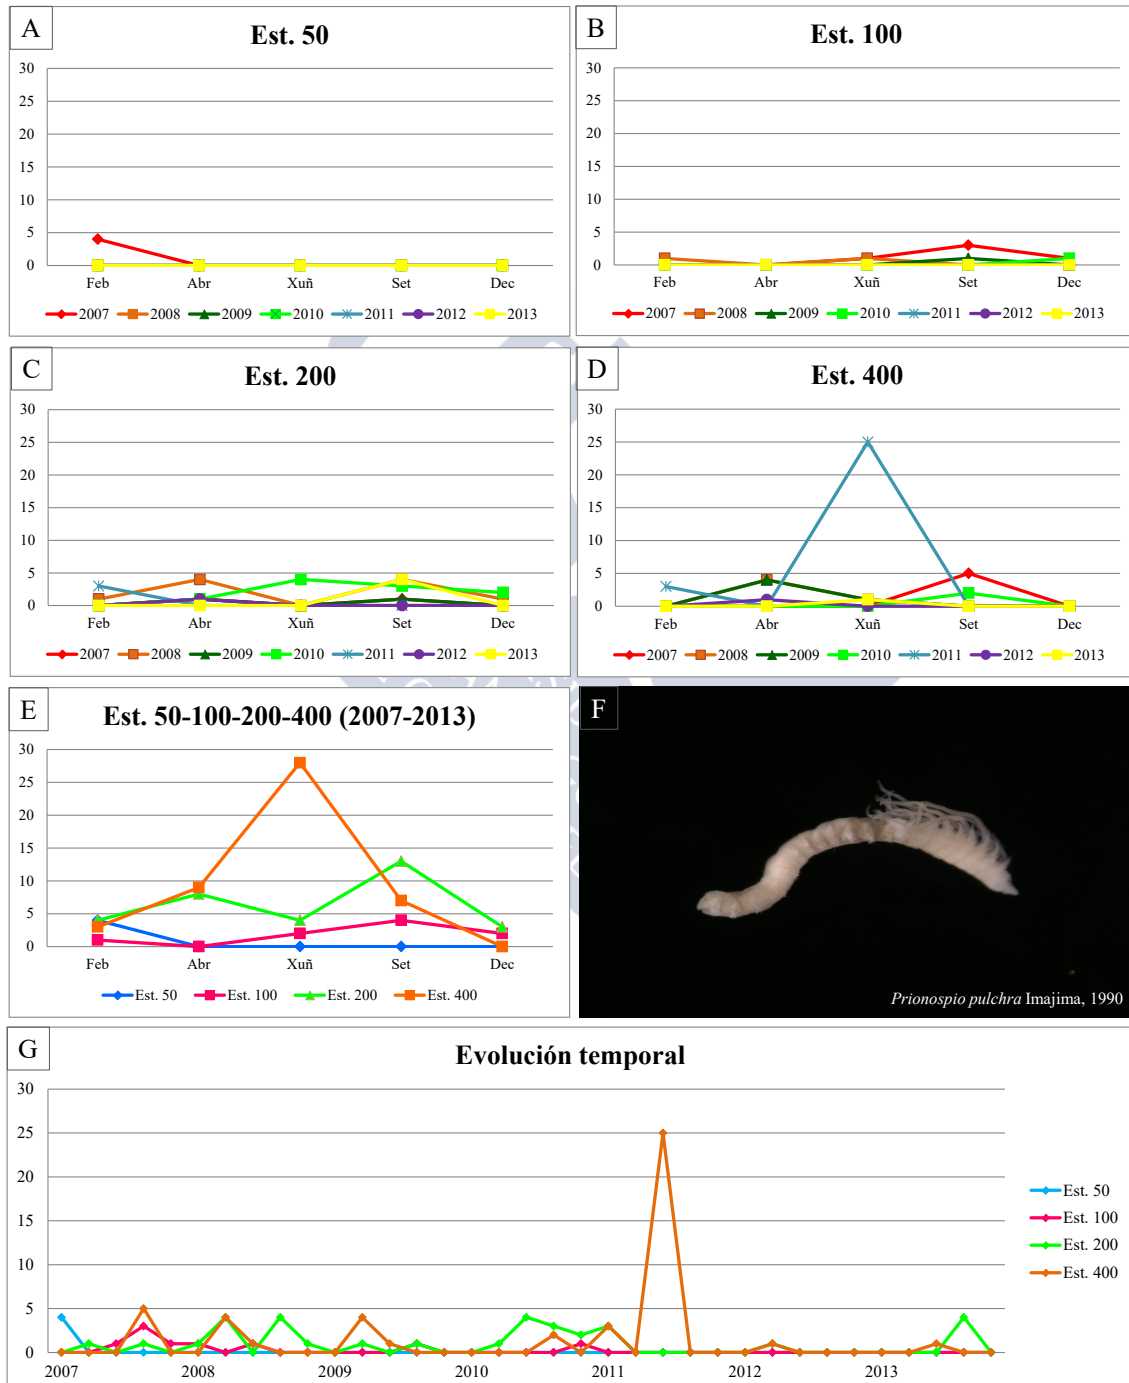 A
Est. 50
30
25
20
15
10
5
0
Feb Abr Xuñ Set Dec
2007 2008 2009 2010 2011 2012 2013
B
Est. 100
30
25
20
15
10
5
0
Feb Abr Xuñ Set Dec
2007 2008 2009 2010 2011 2012 2013
C
Est. 200
30
25
20
15
10
5
0
Feb Abr Xuñ Set Dec
2007 2008 2009 2010 2011 2012 2013
D
Est. 400
30
25
20
15
10
5
0
Feb Abr Xuñ Set Dec
2007 2008 2009 2010 2011 2012 2013
E
Est. 50-100-200-400 (2007-2013)
30
25
20
15
10
5
0
Feb Abr Xuñ Set Dec
Est. 50 Est. 100 Est. 200 Est. 400
F
Prionospio pulchra Imajima, 1990
G
Evolución temporal
30
25
20
15
10
5
0
2007 2008 2009 2010 2011 2012 2013
Est. 50
Est. 100
Est. 200
Est. 400